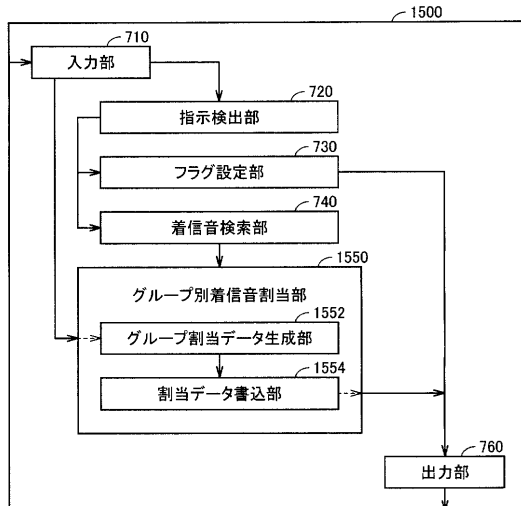 1500
710
入力部
720
指示検出部
730
フラグ設定部
740
着信音検索部
1550
グループ別着信音割当部
1552
グループ割当データ生成部
1554
割当データ書込部
760
出力部